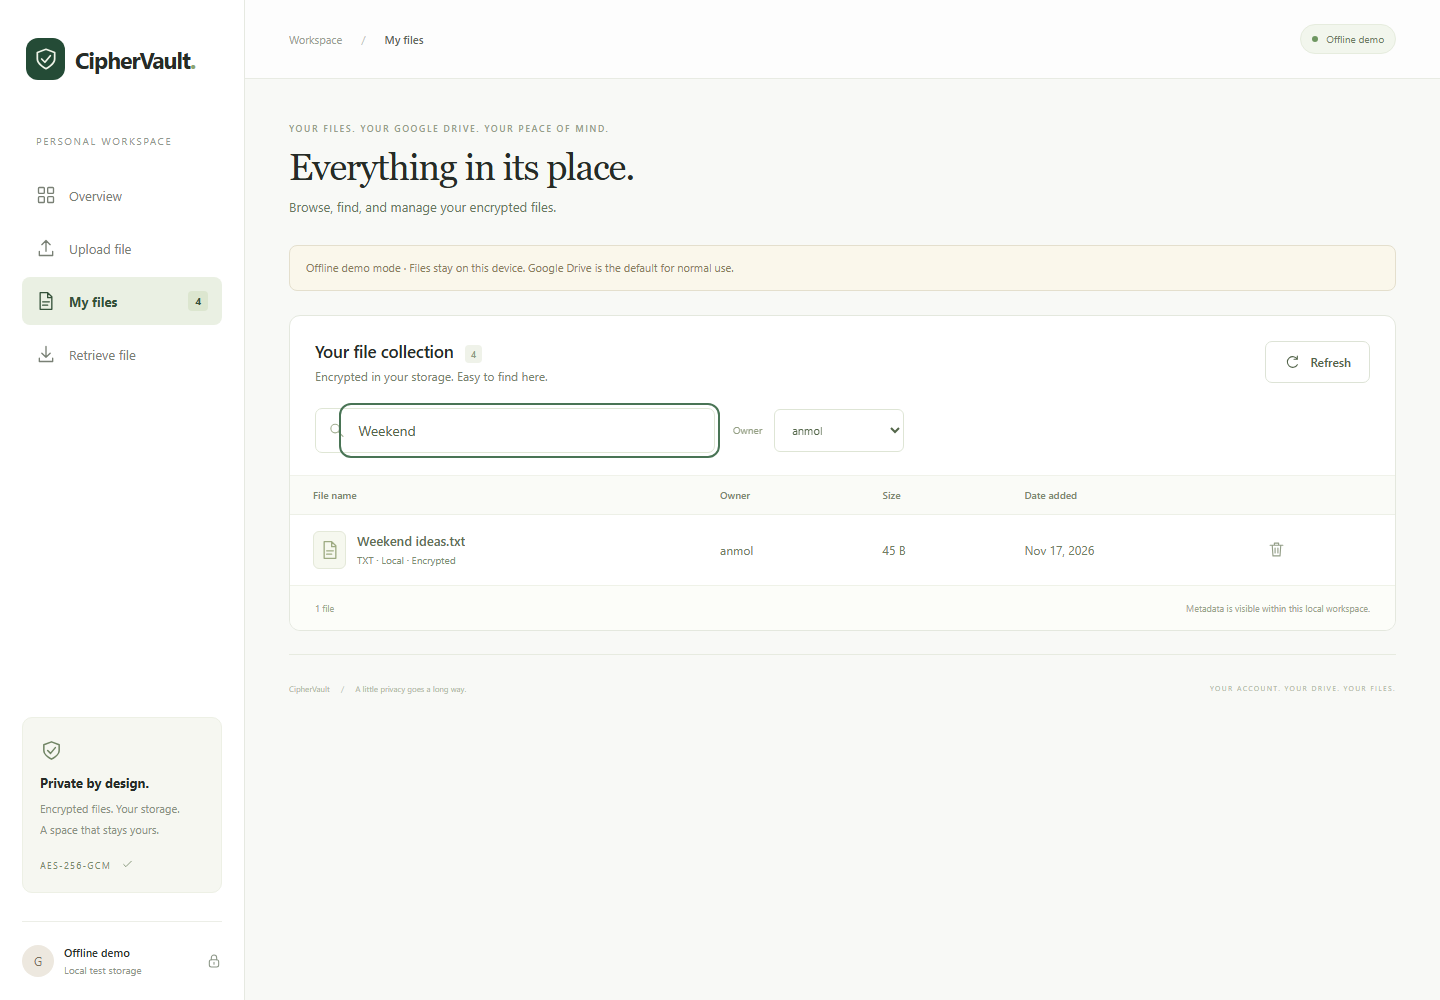 CipherVault.
Workspace / My files
Offline demo
PERSONAL WORKSPACE
Overview
Upload file
My files 4
Retrieve file
YOUR FILES. YOUR GOOGLE DRIVE. YOUR PEACE OF MIND.
Everything in its place.
Browse, find, and manage your encrypted files.
Offline demo mode · Files stay on this device. Google Drive is the default for normal use.
Your file collection 4
Encrypted in your storage. Easy to find here.
Refresh
Weekend
Owner anmol
File name Owner Size Date added
Weekend ideas.txt
TXT · Local · Encrypted
anmol 45 B Nov 17, 2026
1 file
Metadata is visible within this local workspace.
CipherVault / A little privacy goes a long way.
YOUR ACCOUNT. YOUR DRIVE. YOUR FILES.
Private by design.
Encrypted files. Your storage.
A space that stays yours.
AES-256-GCM
G
Offline demo
Local test storage